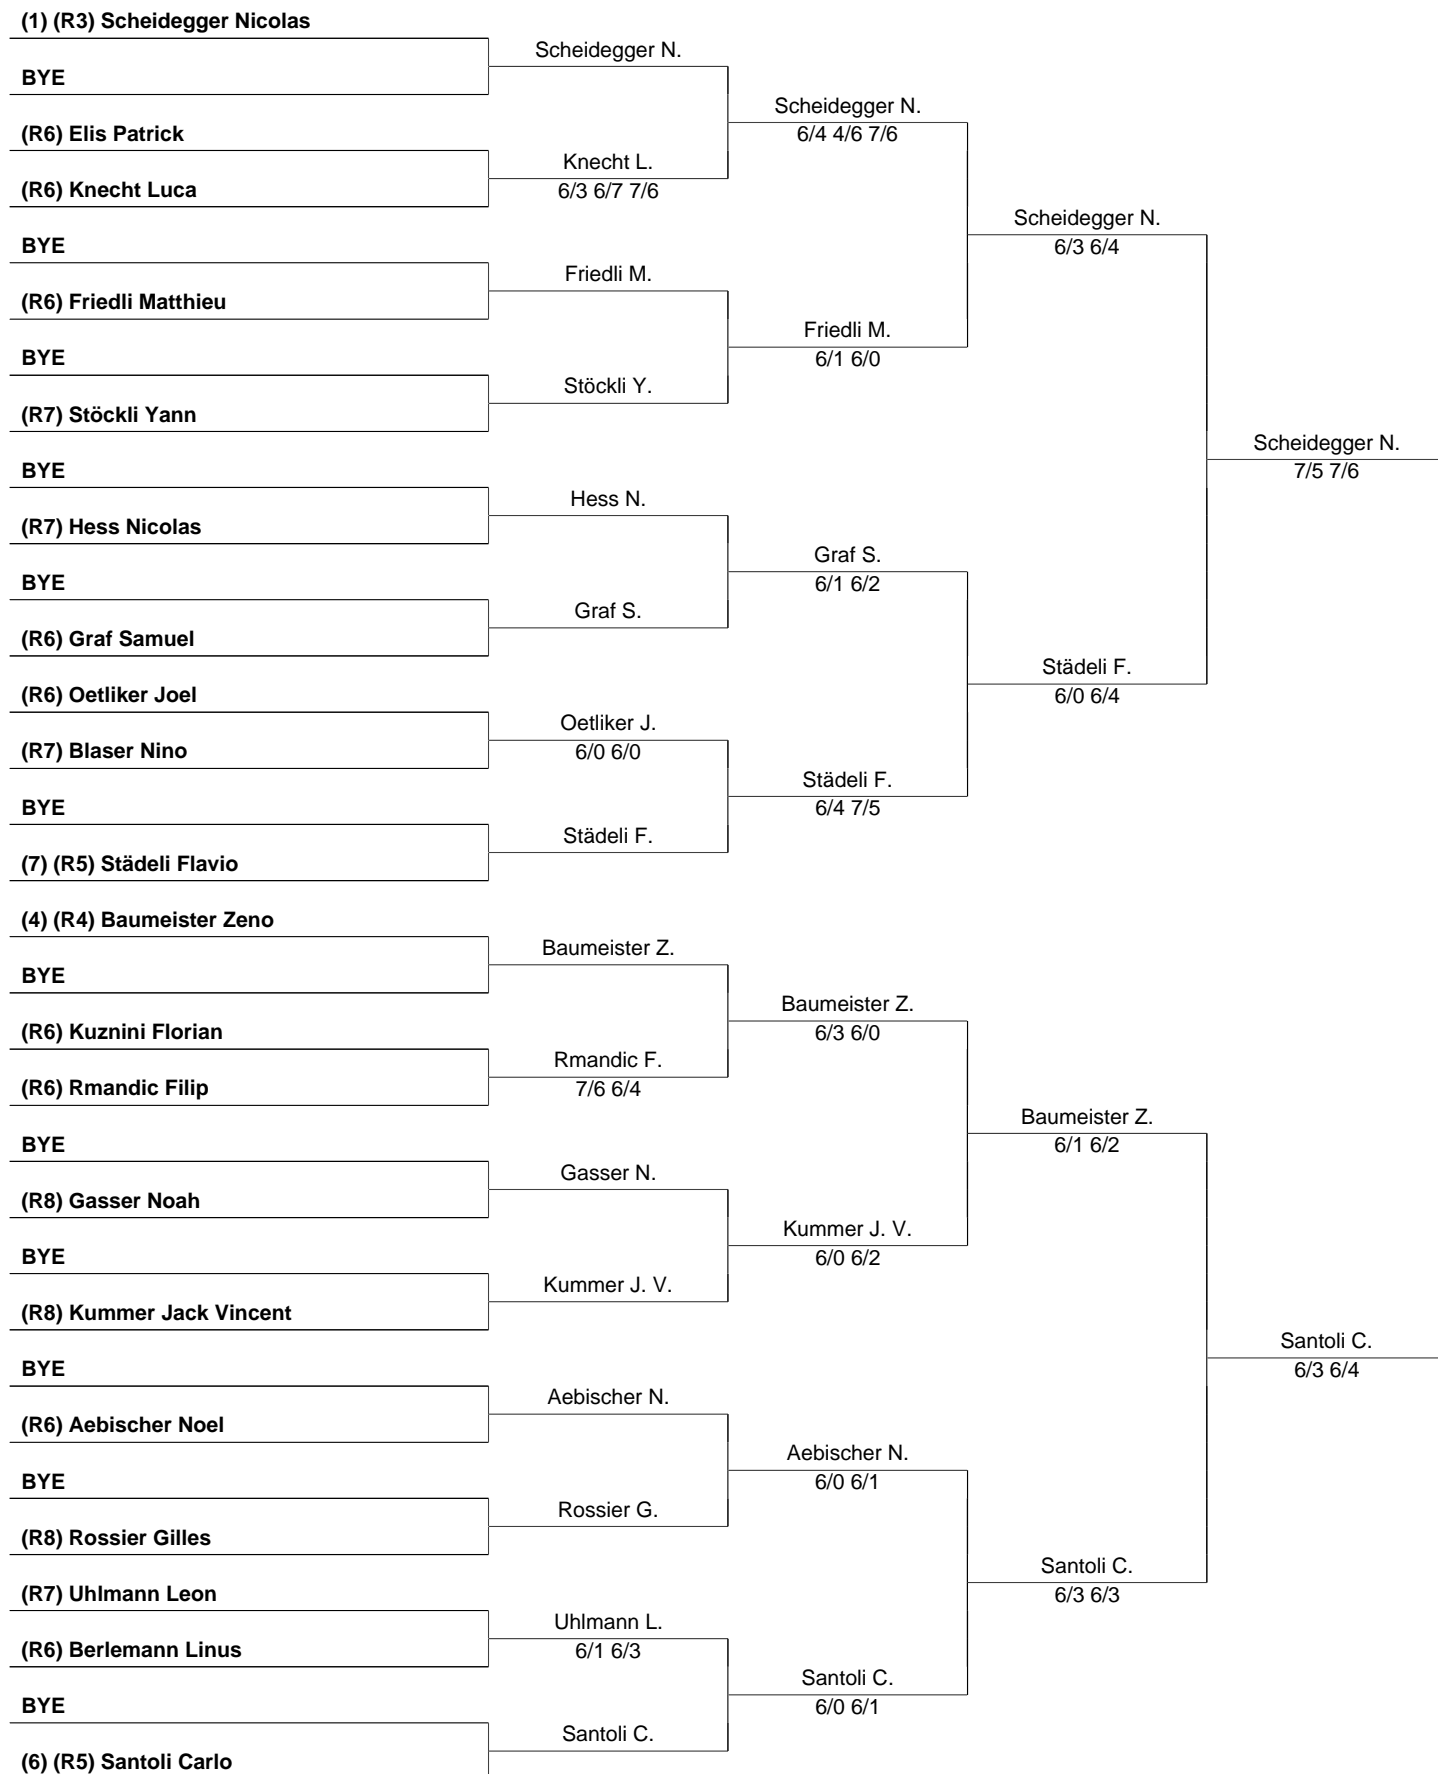 (1) (R3) Scheidegger Nicolas
Scheidegger N.
BYE
Scheidegger N.
6/4 4/6 7/6
(R6) Elis Patrick
Knecht L.
6/3 6/7 7/6
(R6) Knecht Luca
Scheidegger N.
6/3 6/4
BYE
Friedli M.
(R6) Friedli Matthieu
Friedli M.
6/1 6/0
BYE
Stöckli Y.
(R7) Stöckli Yann
Scheidegger N.
7/5 7/6
BYE
Hess N.
(R7) Hess Nicolas
Graf S.
6/1 6/2
BYE
Graf S.
(R6) Graf Samuel
Städeli F.
6/0 6/4
(R6) Oetliker Joel
Oetliker J.
6/0 6/0
(R7) Blaser Nino
Städeli F.
6/4 7/5
BYE
Städeli F.
(7) (R5) Städeli Flavio
(4) (R4) Baumeister Zeno
Baumeister Z.
BYE
Baumeister Z.
6/3 6/0
(R6) Kuznini Florian
Rmandic F.
7/6 6/4
(R6) Rmandic Filip
Baumeister Z.
6/1 6/2
BYE
Gasser N.
(R8) Gasser Noah
Kummer J. V.
6/0 6/2
BYE
Kummer J. V.
(R8) Kummer Jack Vincent
Santoli C.
6/3 6/4
BYE
Aebischer N.
(R6) Aebischer Noel
Aebischer N.
6/0 6/1
BYE
Rossier G.
(R8) Rossier Gilles
Santoli C.
6/3 6/3
(R7) Uhlmann Leon
Uhlmann L.
6/1 6/3
(R6) Berlemann Linus
Santoli C.
6/0 6/1
BYE
Santoli C.
(6) (R5) Santoli Carlo